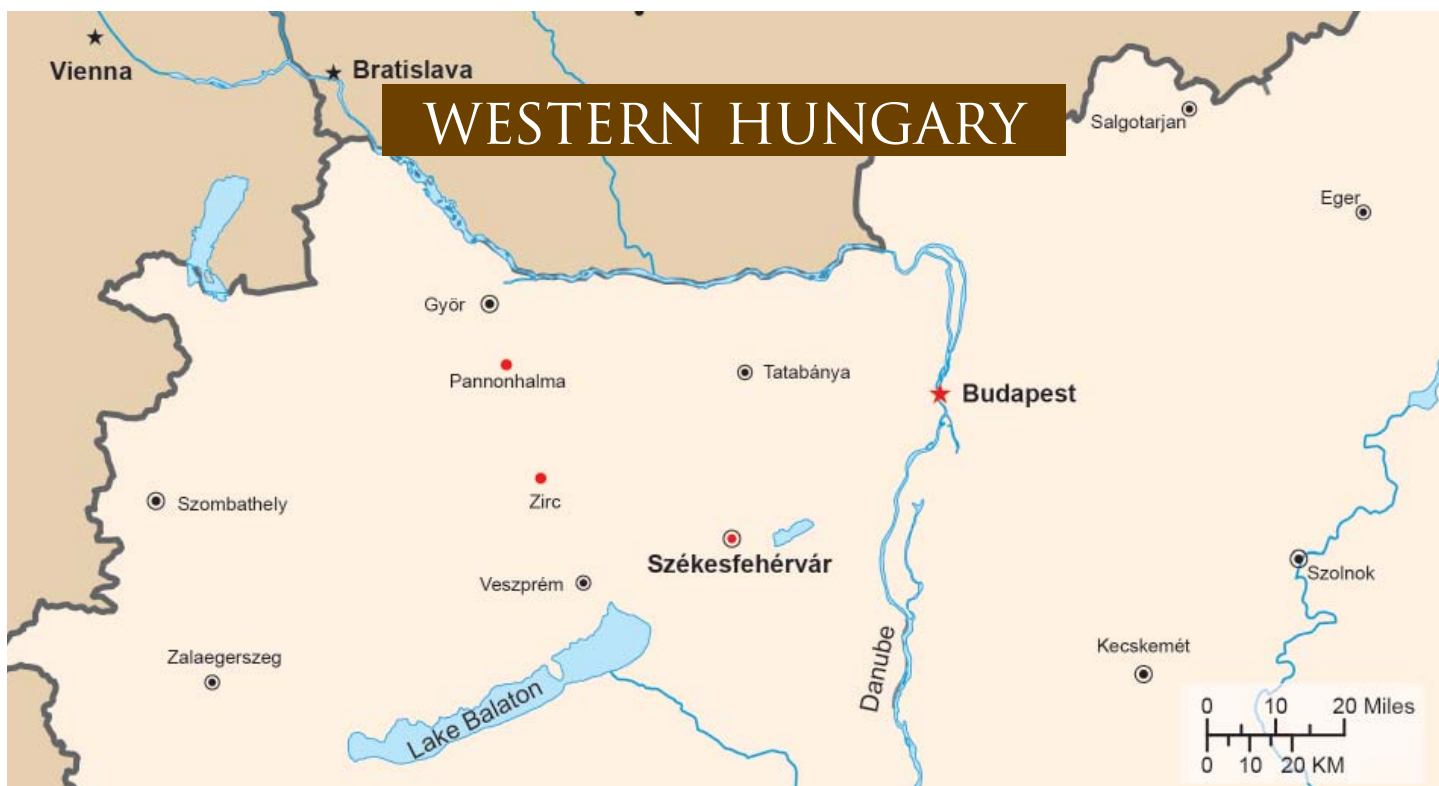 Vienna
Bratislava
WESTERN HUNGARY
Salgotarjan
Eger
Györ
Pannonhalma
Tatabánya
Budapest
Szombathely
Zirc
Székesfehérvár
Veszprém
Szolnok
Zalaegerszeg
Lake Balaton
Danube
Kecskemét
0 10 20 Miles
0 10 20 KM